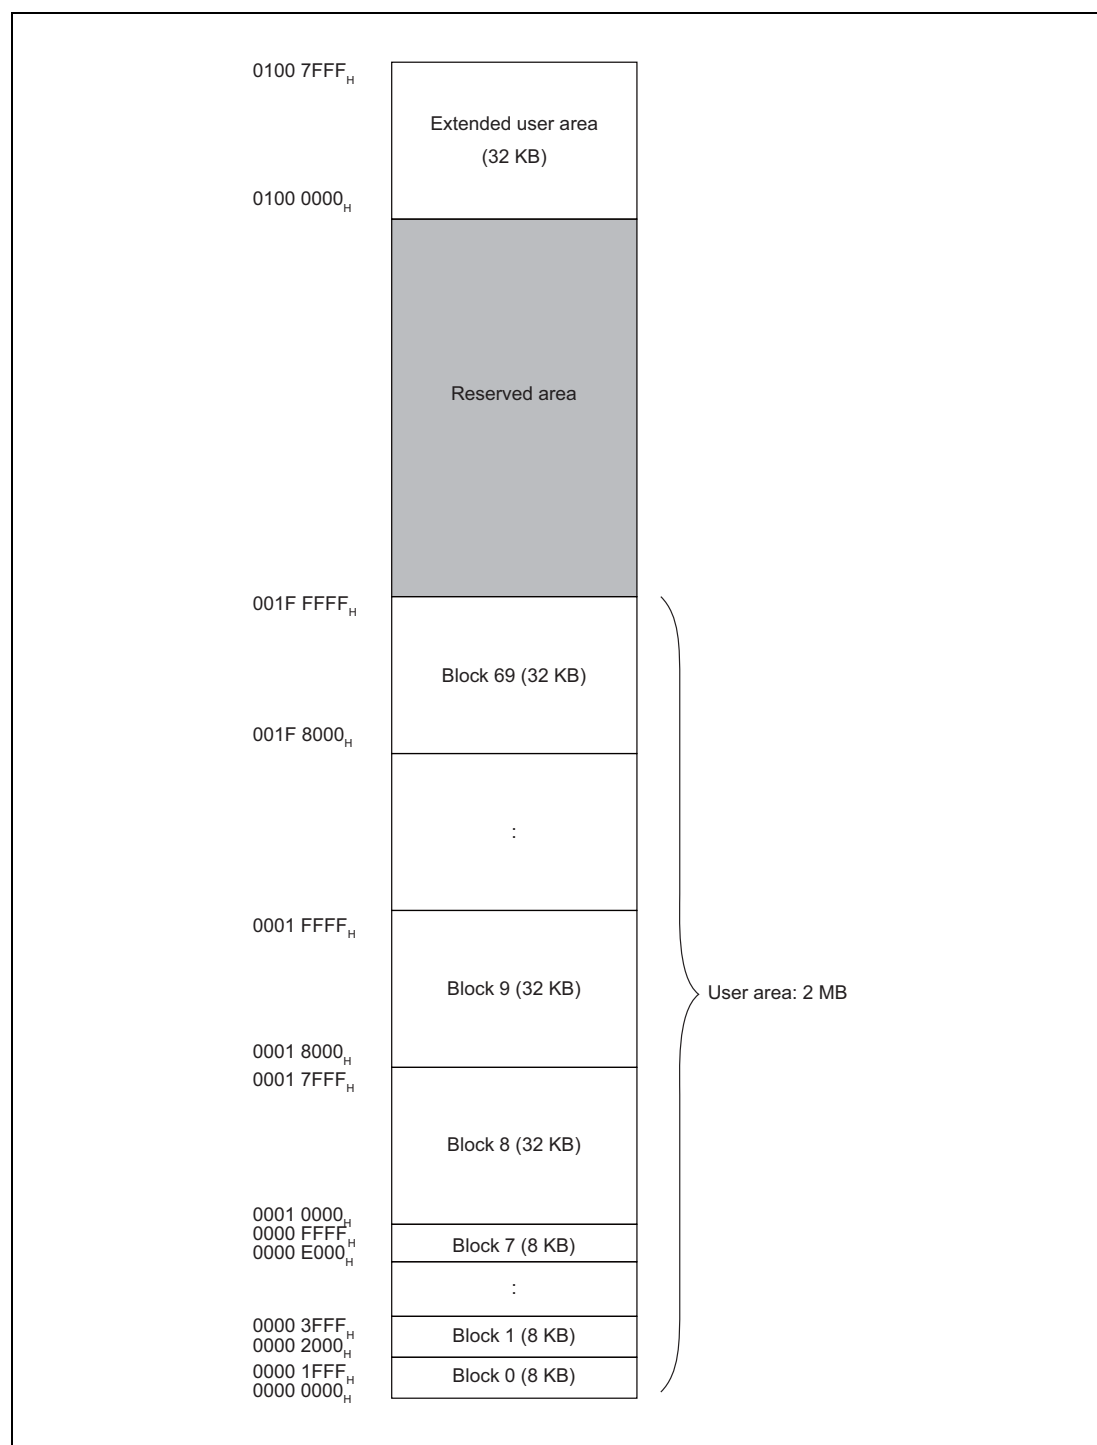 0100 7FFFH
Extended user area
(32 KB)
0100 0000H
Reserved area
001F FFFFH
Block 69 (32 KB)
001F 8000H
:
0001 FFFFH
Block 9 (32 KB)
User area: 2 MB
0001 8000H
0001 7FFFH
Block 8 (32 KB)
0001 0000H
0000 FFFFH
Block 7 (8 KB)
0000 E000H
:
0000 3FFFH
Block 1 (8 KB)
0000 2000H
0000 1FFFH
Block 0 (8 KB)
0000 0000H